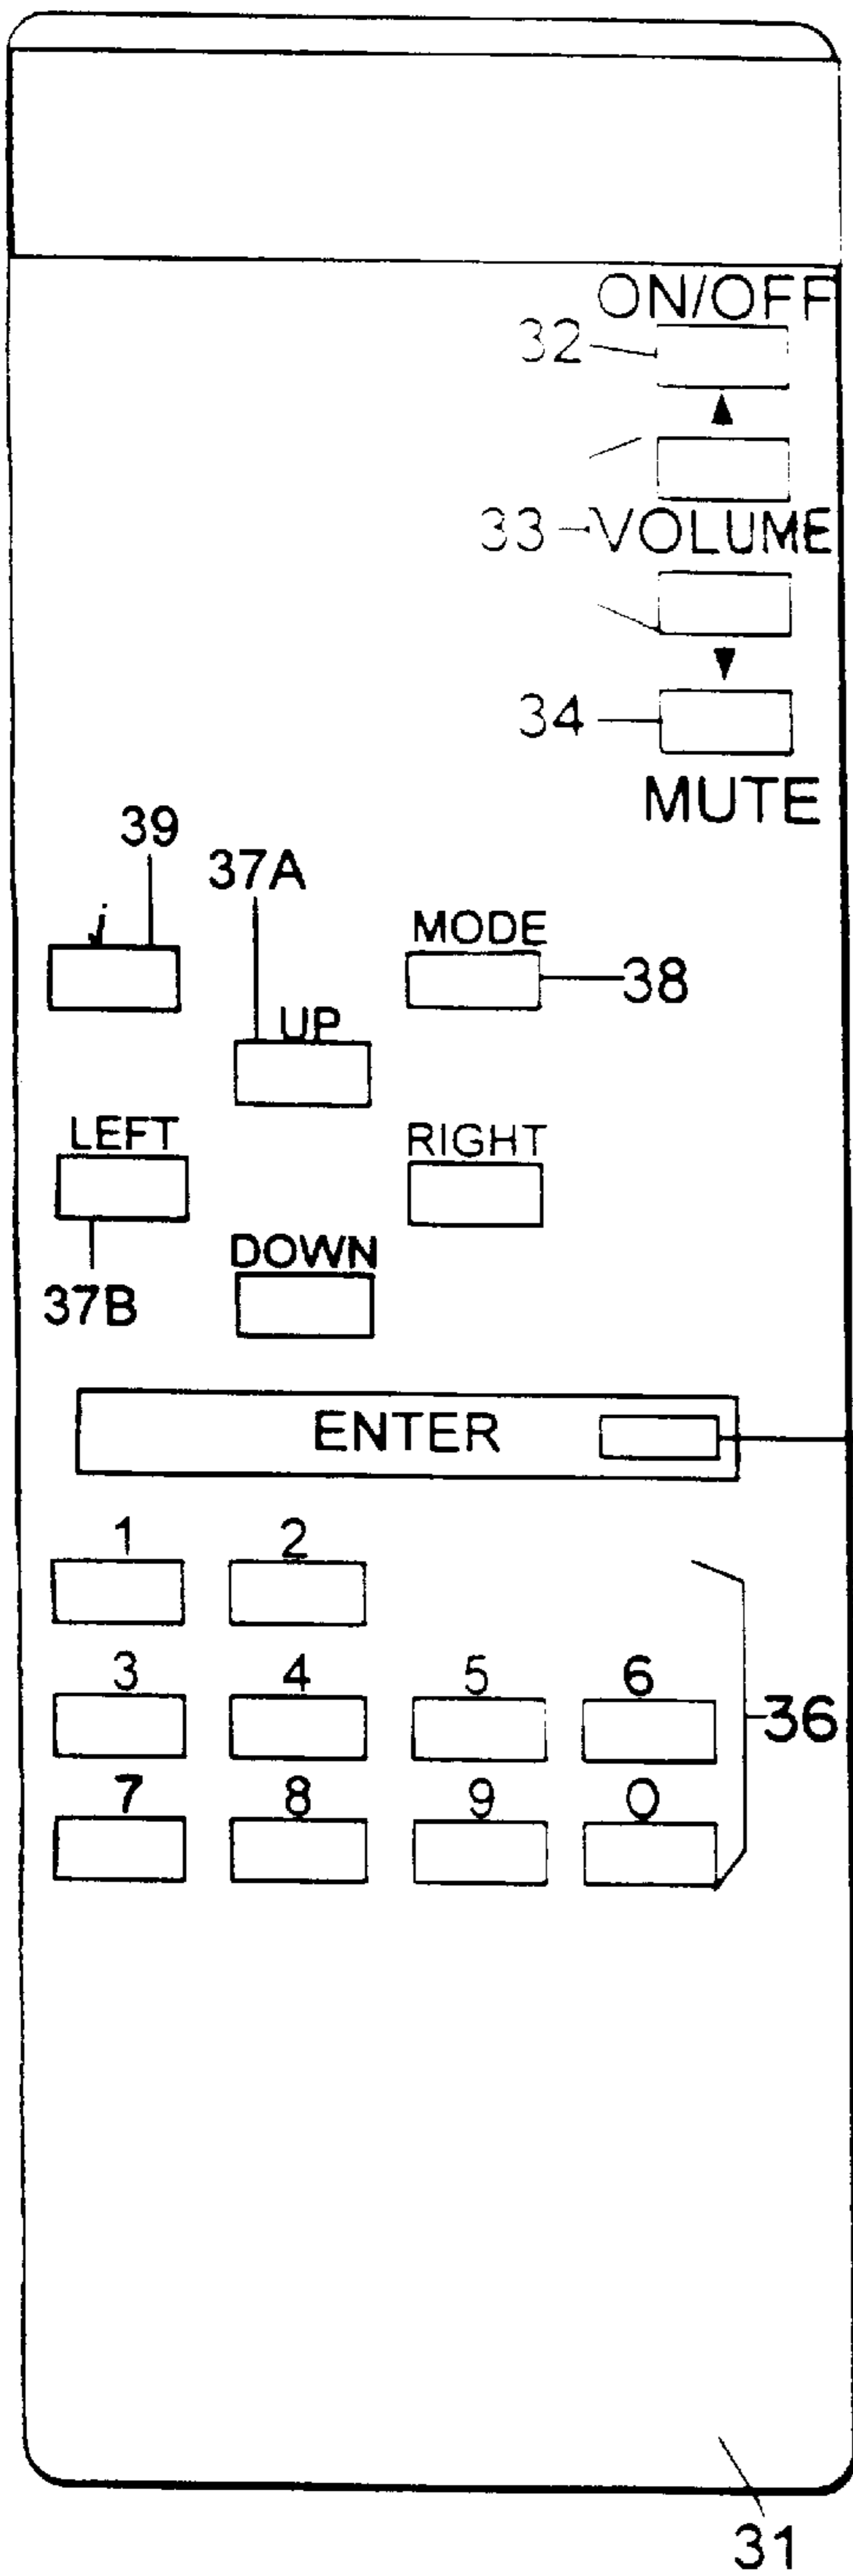 ON/OFF
32
▲
33 VOLUME
▼
34
MUTE
39
37A
i
MODE
38
UP
LEFT
RIGHT
DOWN
37B
ENTER
1 2
3 4 5 6
36
7 8 9 0
31